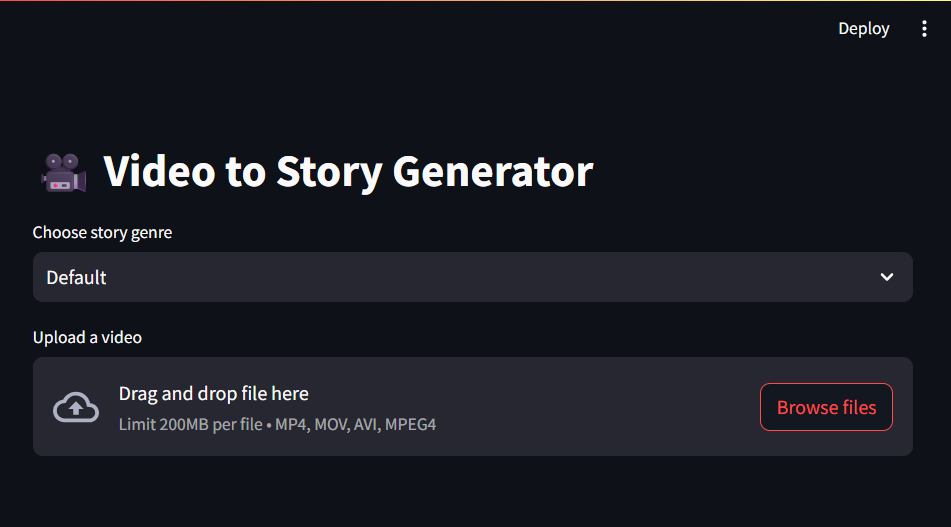 Deploy
Video to Story Generator
Choose story genre
Default
Upload a video
Drag and drop file here
Limit 200MB per file • MP4, MOV, AVI, MPEG4
Browse files